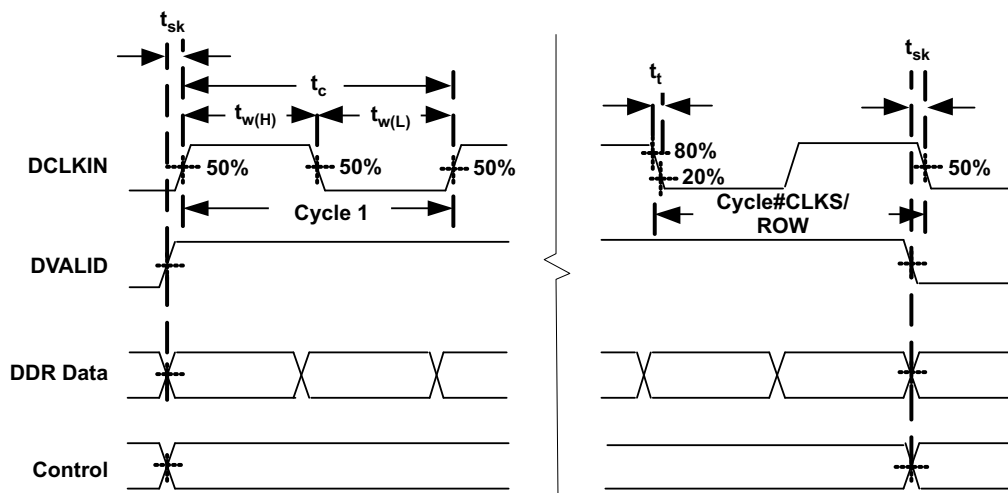 tsk
tc
tw(H)
tw(L)
tt
tsk
DCLKIN
50%
50%
50%
80%
20%
50%
Cycle 1
Cycle#CLKS/
ROW
DVALID
DDR Data
Control